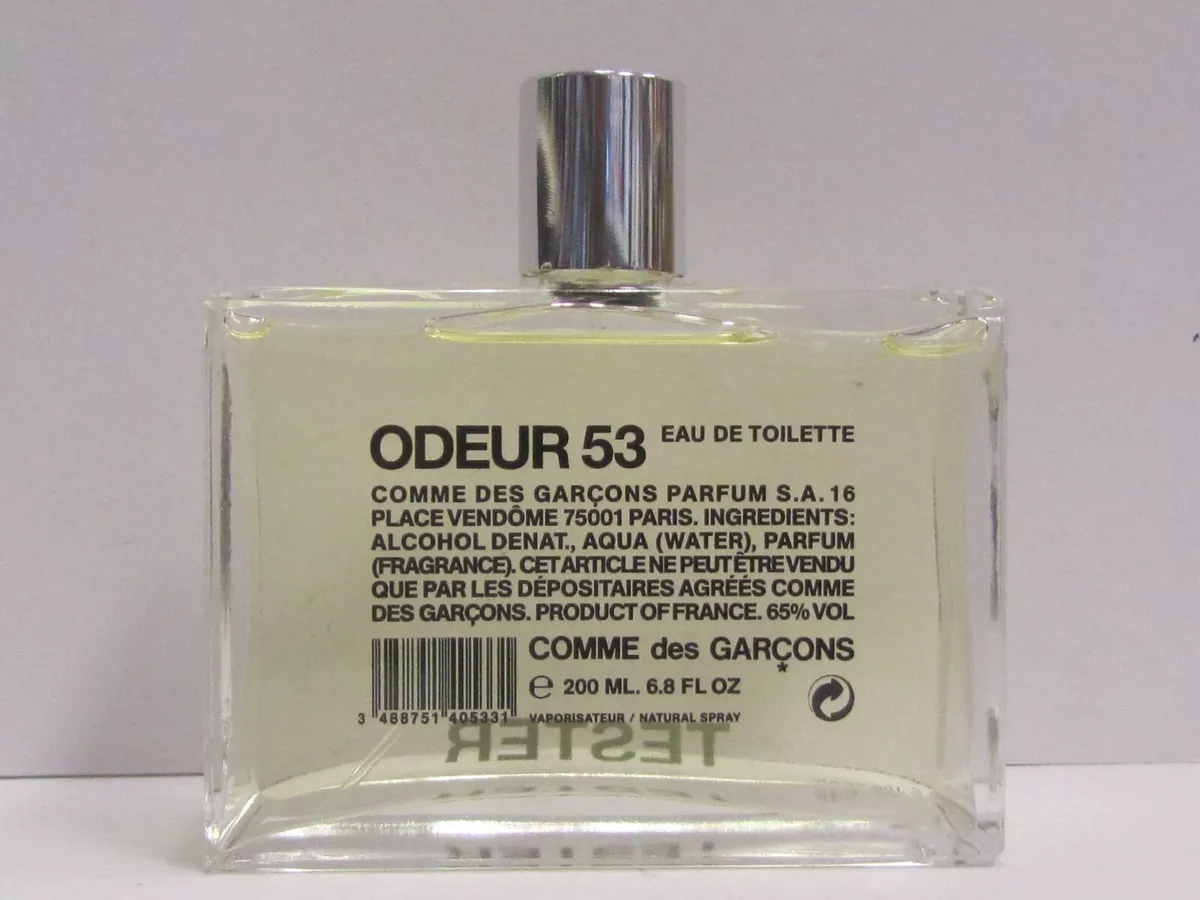 ODEUR 53 EAU DE TOILETTE
COMME DES GARÇONS PARFUM S.A. 16
PLACE VENDÔME 75001 PARIS. INGREDIENTS:
ALCOHOL DENAT., AQUA (WATER), PARFUM
(FRAGRANCE). CET ARTICLE NE PEUT ÊTRE VENDU
QUE PAR LES DÉPOSITAIRES AGRÉÉS COMME
DES GARÇONS. PRODUCT OF FRANCE. 65% VOL
COMME des GARÇONS
*
℮ 200 ML. 6.8 FL OZ
3 488751 405331 VAPORISATEUR / NATURAL SPRAY
TESTER